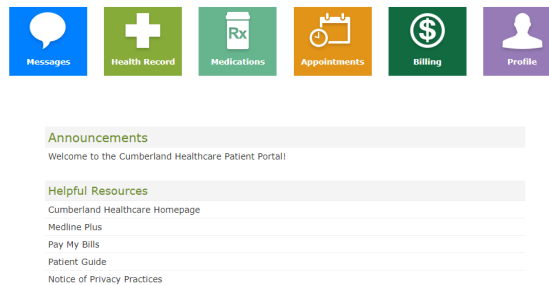 Rx
$
Messages
Health Record
Medications
Appointments
Billing
Profile
Announcements
Welcome to the Cumberland Healthcare Patient Portal!
Helpful Resources
Cumberland Healthcare Homepage
Medline Plus
Pay My Bills
Patient Guide
Notice of Privacy Practices